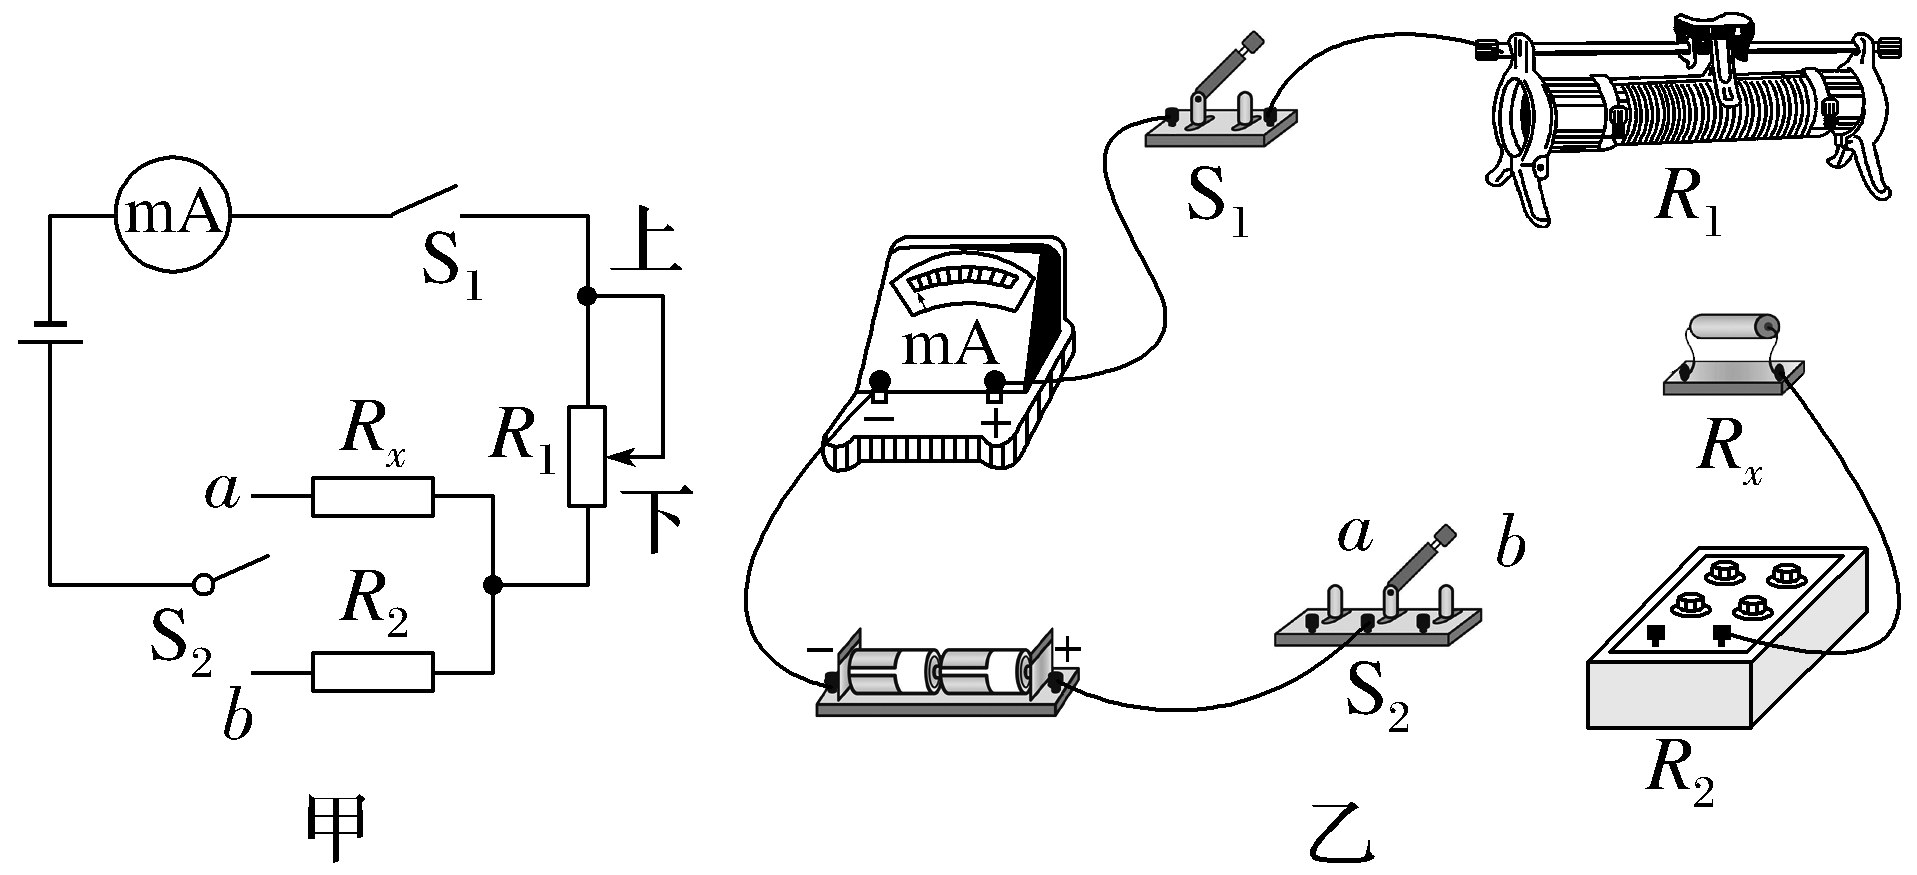 mA
S₁
上
R₁
下
Rₓ
a
S₂
R₂
b
甲
S₁
R₁
mA
− +
Rₓ
a b
− +
S₂
R₂
乙